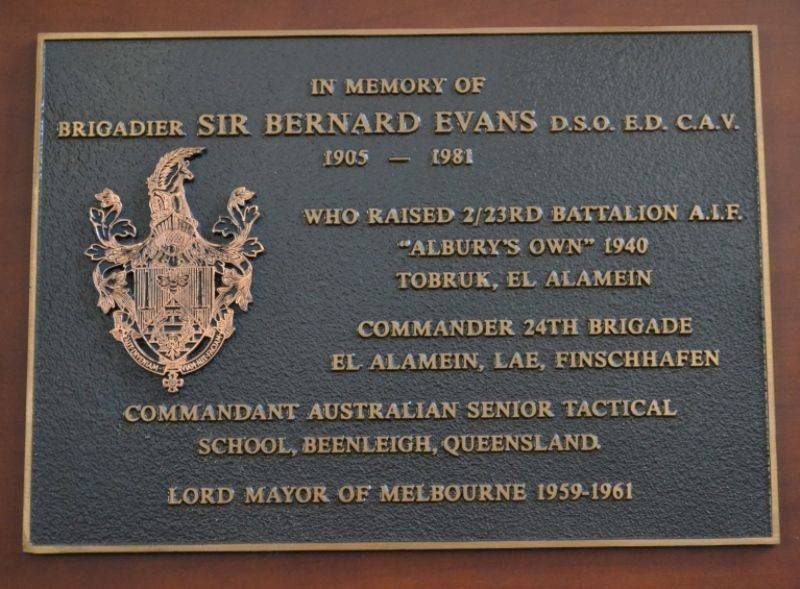 IN MEMORY OF
BRIGADIER SIR BERNARD EVANS D.S.O. E.D. C.A.V.
1905 — 1981
WHO RAISED 2/23RD BATTALION A.I.F.
"ALBURY'S OWN" 1940
TOBRUK, EL ALAMEIN
COMMANDER 24TH BRIGADE
EL ALAMEIN, LAE, FINSCHHAFEN
COMMANDANT AUSTRALIAN SENIOR TACTICAL
SCHOOL, BEENLEIGH, QUEENSLAND.
LORD MAYOR OF MELBOURNE 1959-1961